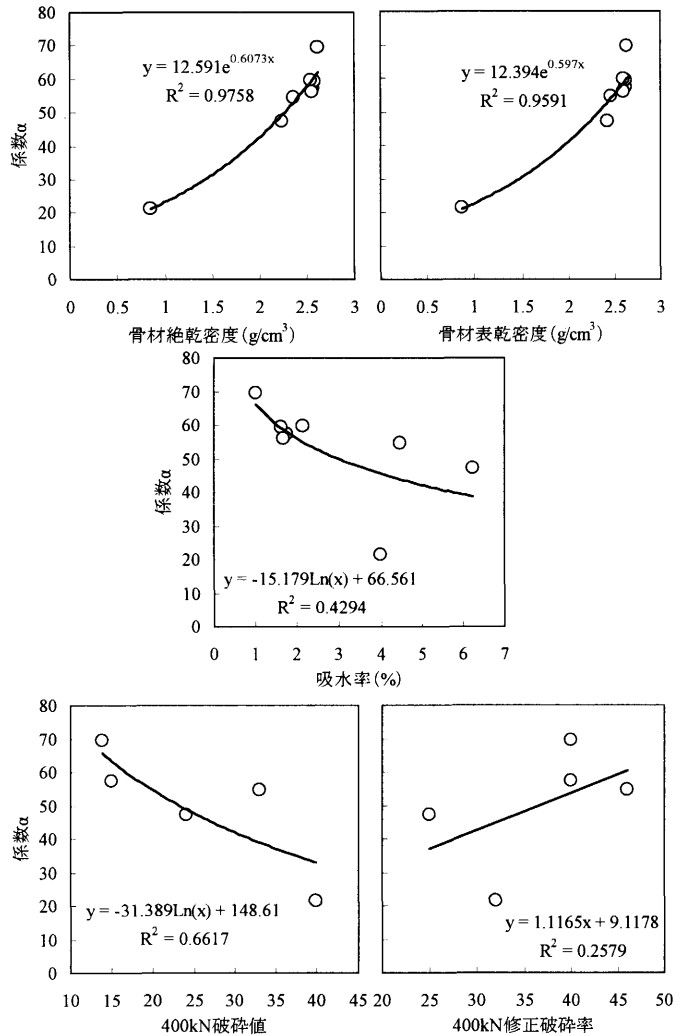 80
70
60
50
40
30
20
10
0
係数α
y = 12.591e^0.6073x
R² = 0.9758
0 0.5 1 1.5 2 2.5 3
骨材絶乾密度(g/cm³)
y = 12.394e^0.597x
R² = 0.9591
0 0.5 1 1.5 2 2.5 3
骨材表乾密度(g/cm³)
80
70
60
50
40
30
20
10
0
係数α
y = -15.179Ln(x) + 66.561
R² = 0.4294
0 1 2 3 4 5 6 7
吸水率(%)
80
70
60
50
40
30
20
10
0
係数α
y = -31.389Ln(x) + 148.61
R² = 0.6617
10 15 20 25 30 35 40 45
400kN破砕値
y = 1.1165x + 9.1178
R² = 0.2579
20 25 30 35 40 45 50
400kN修正破砕率